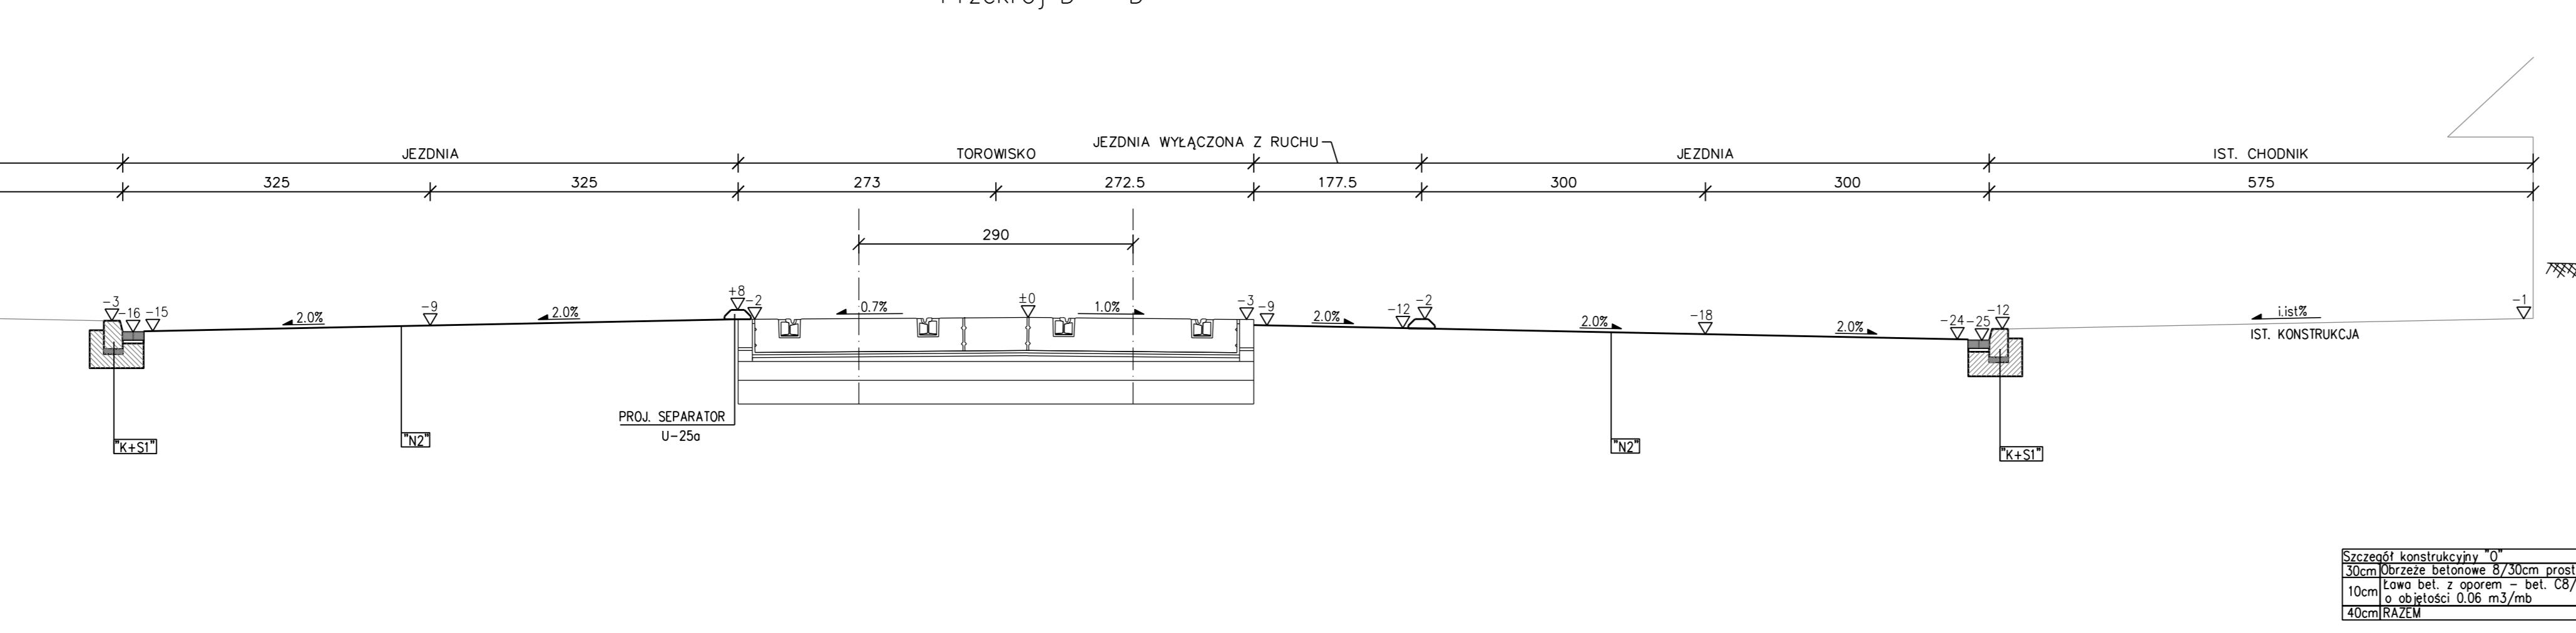 JEZDNIA WYŁĄCZONA Z RUCHU
JEZDNIA TOROWISKO JEZDNIA IST. CHODNIK
325 325 273 272.5 177.5 300 300 575
290
-3 -16 -15 2.0% -9 2.0% +8 -2 0.7% ±0 1.0% -3 -9 2.0% -12 -2 2.0% -18 2.0% -24 -25 -12 i.ist% -1
IST. KONSTRUKCJA
PROJ. SEPARATOR
U-25a
"K+S1" "N2" "N2" "K+S1"
Szczegół konstrukcyjny "O"
30cm Obrzeże betonowe 8/30cm prost
10cm Ława bet. z oporem – bet. C8/
o objętości 0.06 m3/mb
40cm RAZEM